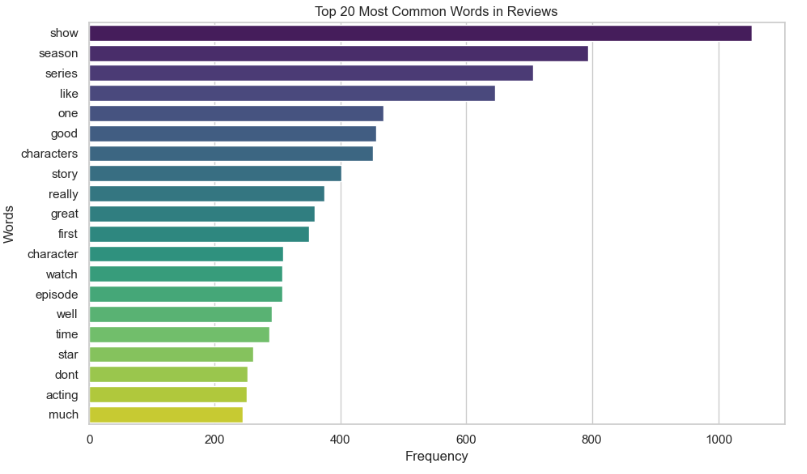 Top 20 Most Common Words in Reviews
Words
show
season
series
like
one
good
characters
story
really
great
first
character
watch
episode
well
time
star
dont
acting
much
0 200 400 600 800 1000
Frequency